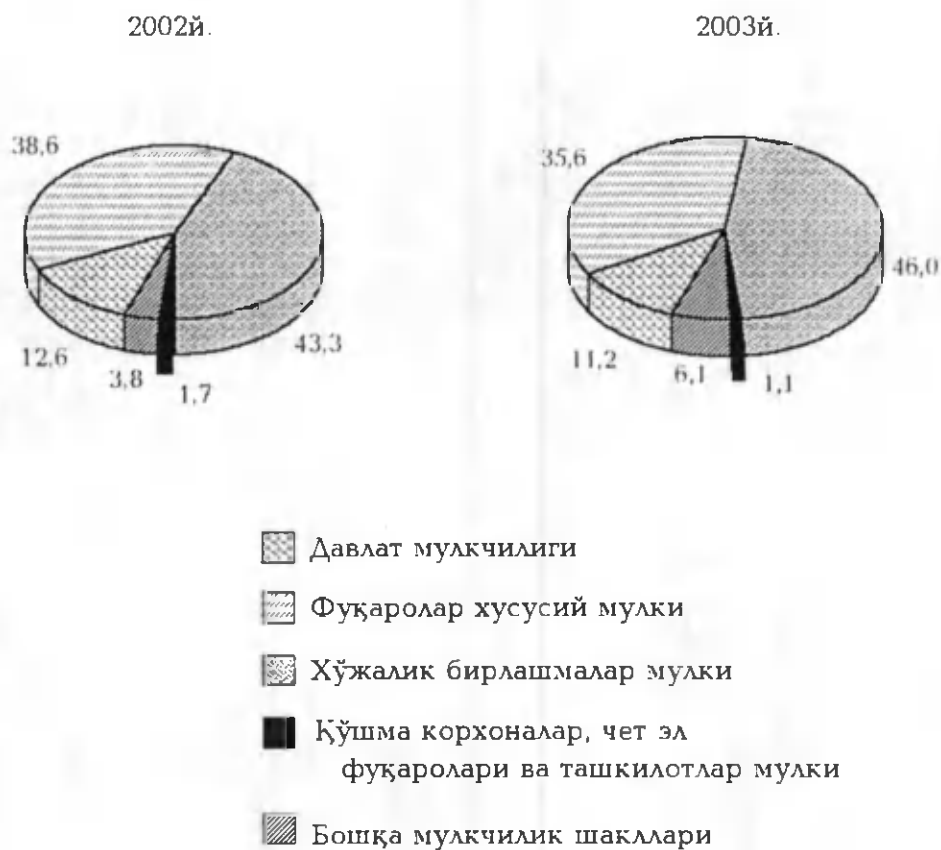 2002й.
2003й.
38,6
12,6
3,8
1,7
43,3
35,6
11,2
6,1
1,1
46,0
Давлат мулкчилиги
Фуқаролар хусусий мулки
Хўжалик бирлашмалар мулки
Қўшма корхоналар, чет эл
фуқаролари ва ташкилотлар мулки
Бошқа мулкчилик шакллари